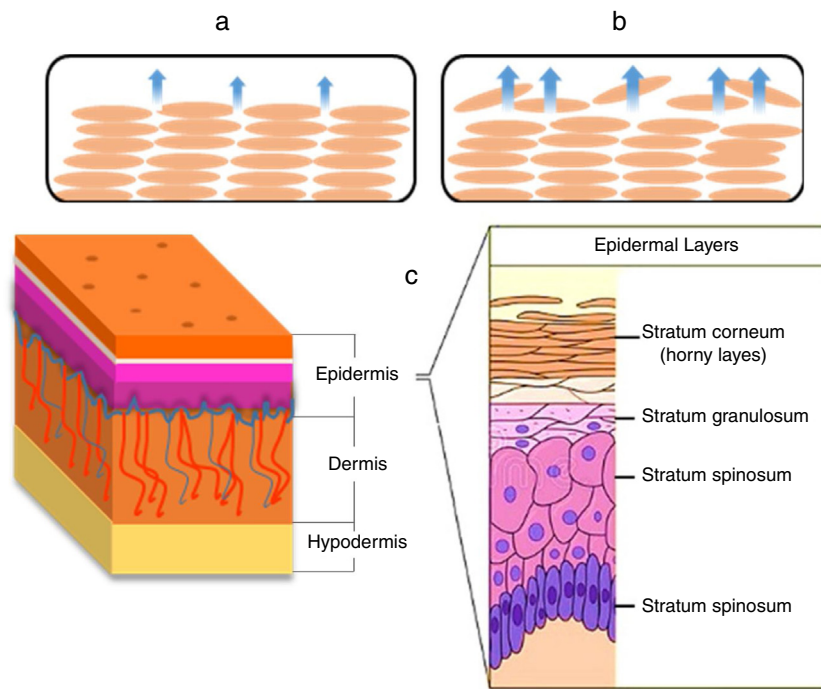 a
b
c
Epidermis
Dermis
Hypodermis
Epidermal Layers
Stratum corneum
(horny layes)
Stratum granulosum
Stratum spinosum
Stratum spinosum